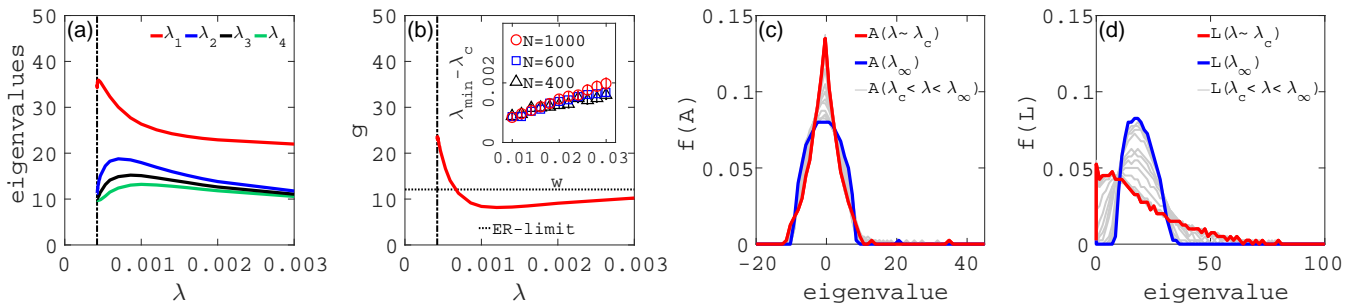 (a)
λ1 λ2 λ3 λ4
eigenvalues
50
40
30
20
10
0
0 0.001 0.002 0.003
λ
(b)
N=1000
N=600
N=400
λmin-λc
0.002
0
0.01 0.02 0.03
g
50
40
30
20
10
0
w
ER-limit
0 0.001 0.002 0.003
λ
(c)
A(λ~ λc)
A(λ∞)
A(λc< λ< λ∞)
f(A)
0.15
0.1
0.05
0
-20 0 20 40
eigenvalue
(d)
L(λ~ λc)
L(λ∞)
L(λc< λ< λ∞)
f(L)
0.15
0.1
0.05
0
0 50 100
eigenvalue